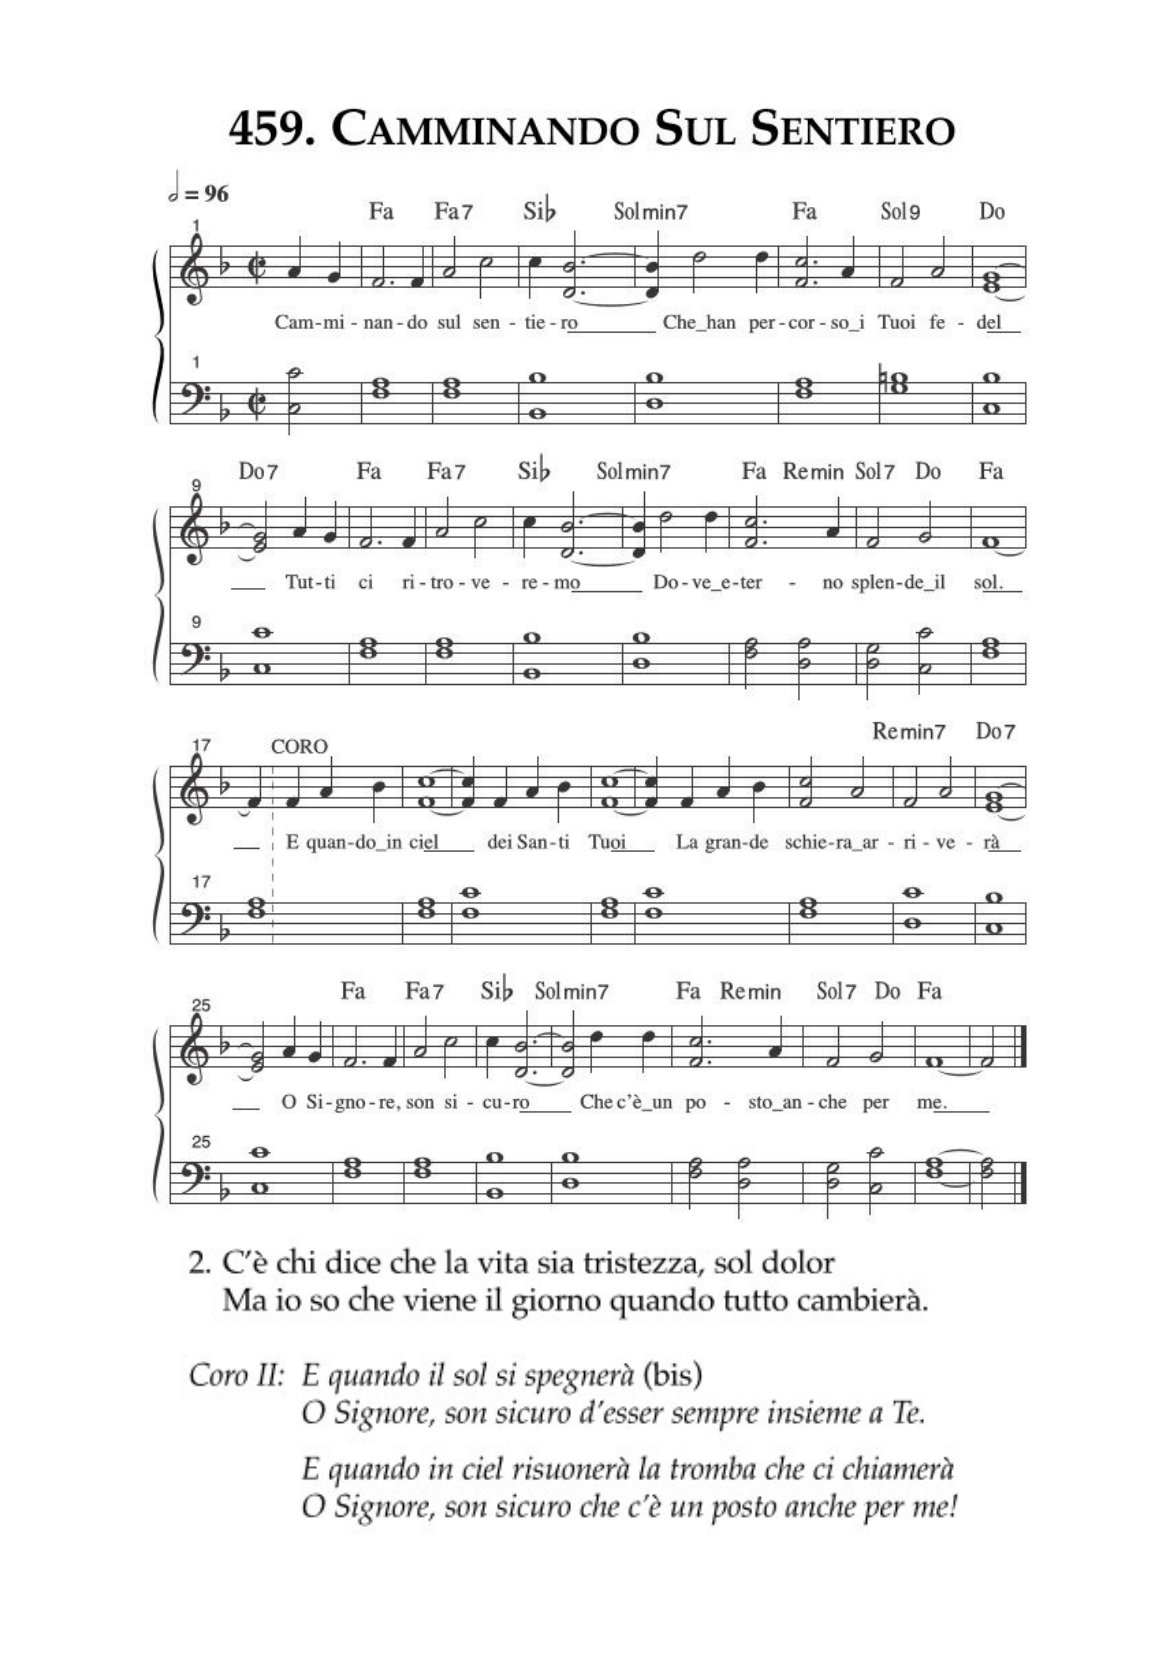 459. CAMMINANDO SUL SENTIERO
= 96
Fa Fa7 Si♭ Solmin7 Fa Sol9 Do
1
Cam-mi - nan-do sul sen - tie-ro Che_han per-cor-so_i Tuoi fe - del
1
Do7 Fa Fa7 Si♭ Solmin7 Fa Remin Sol7 Do Fa
9
Tut-ti ci ri-tro-ve - re-mo Do-ve_e-ter - no splen-de_il sol.
9
Remin7 Do7
17 CORO
E quan-do_in ciel dei San-ti Tuoi La gran-de schie-ra_ar - ri - ve - rà
17
Fa Fa7 Si♭ Solmin7 Fa Remin Sol7 Do Fa
25
O Si-gno-re, son si - cu-ro Che c'è_un po - sto_an-che per me.
25
2. C'è chi dice che la vita sia tristezza, sol dolor
Ma io so che viene il giorno quando tutto cambierà.
Coro II: E quando il sol si spegnerà (bis)
O Signore, son sicuro d'esser sempre insieme a Te.
E quando in ciel risuonerà la tromba che ci chiamerà
O Signore, son sicuro che c'è un posto anche per me!